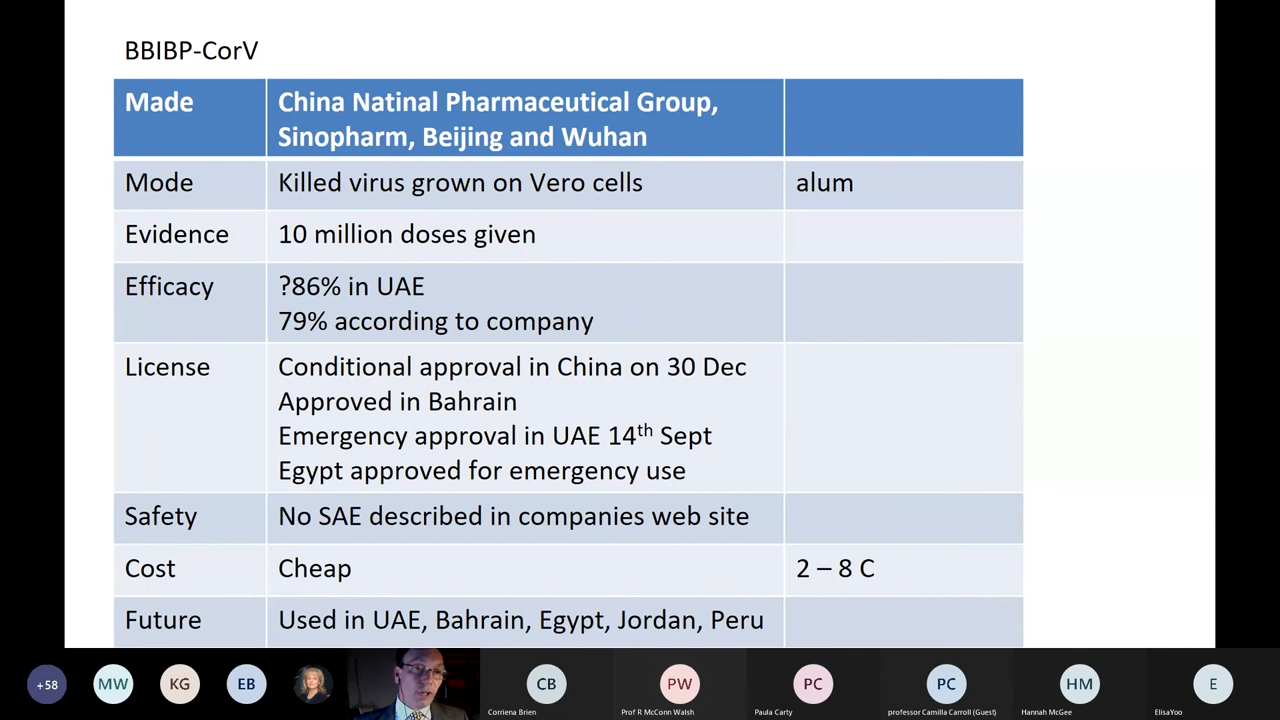 BBIBP-CorV
Made
China Natinal Pharmaceutical Group,
Sinopharm, Beijing and Wuhan
Mode
Killed virus grown on Vero cells
alum
Evidence
10 million doses given
Efficacy
?86% in UAE
79% according to company
License
Conditional approval in China on 30 Dec
Approved in Bahrain
Emergency approval in UAE 14th Sept
Egypt approved for emergency use
Safety
No SAE described in companies web site
Cost
Cheap
2 – 8 C
Future
Used in UAE, Bahrain, Egypt, Jordan, Peru
+58
MW
KG
EB
CB
PW
PC
PC
HM
E
Corriena Brien
Prof R McConn Walsh
Paula Carty
professor Camilla Carroll (Guest)
Hannah McGee
ElisaYoo